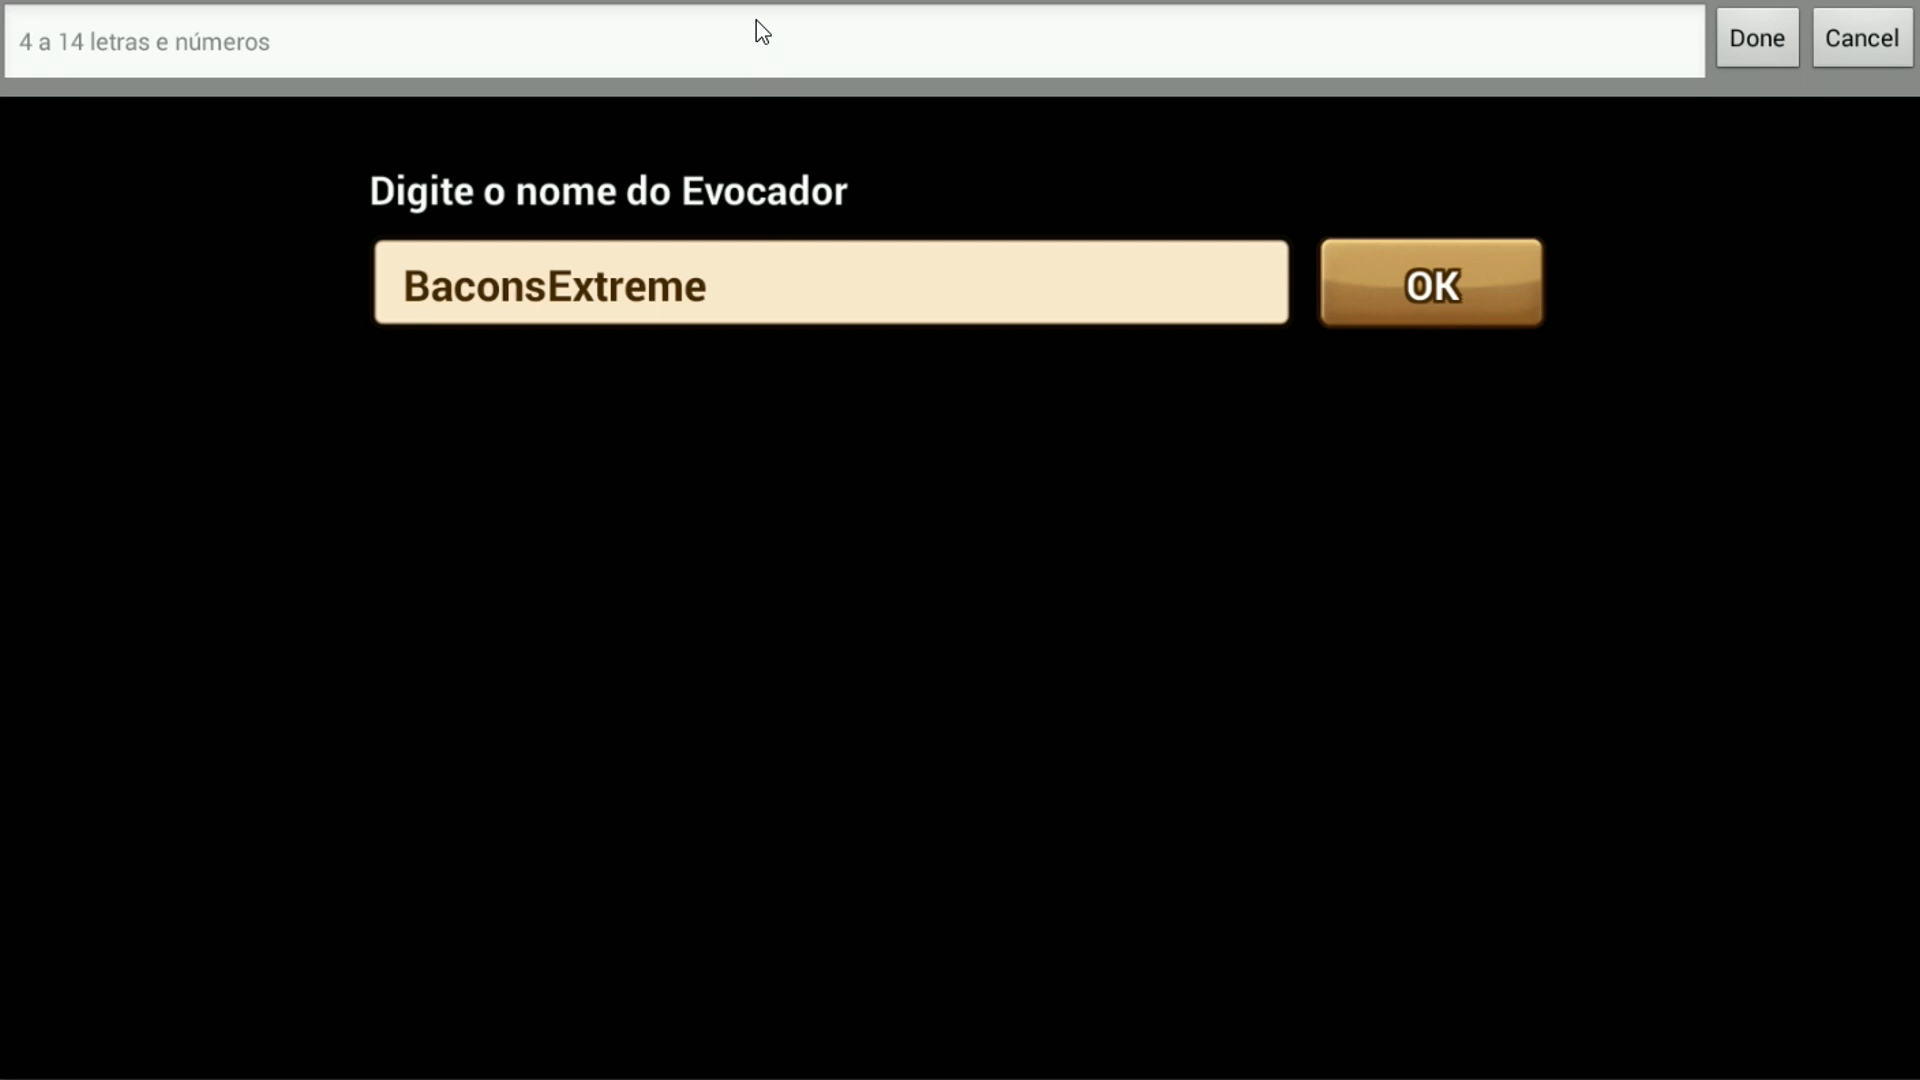 4 a 14 letras e números
Done
Cancel
Digite o nome do Evocador
BaconsExtreme
OK